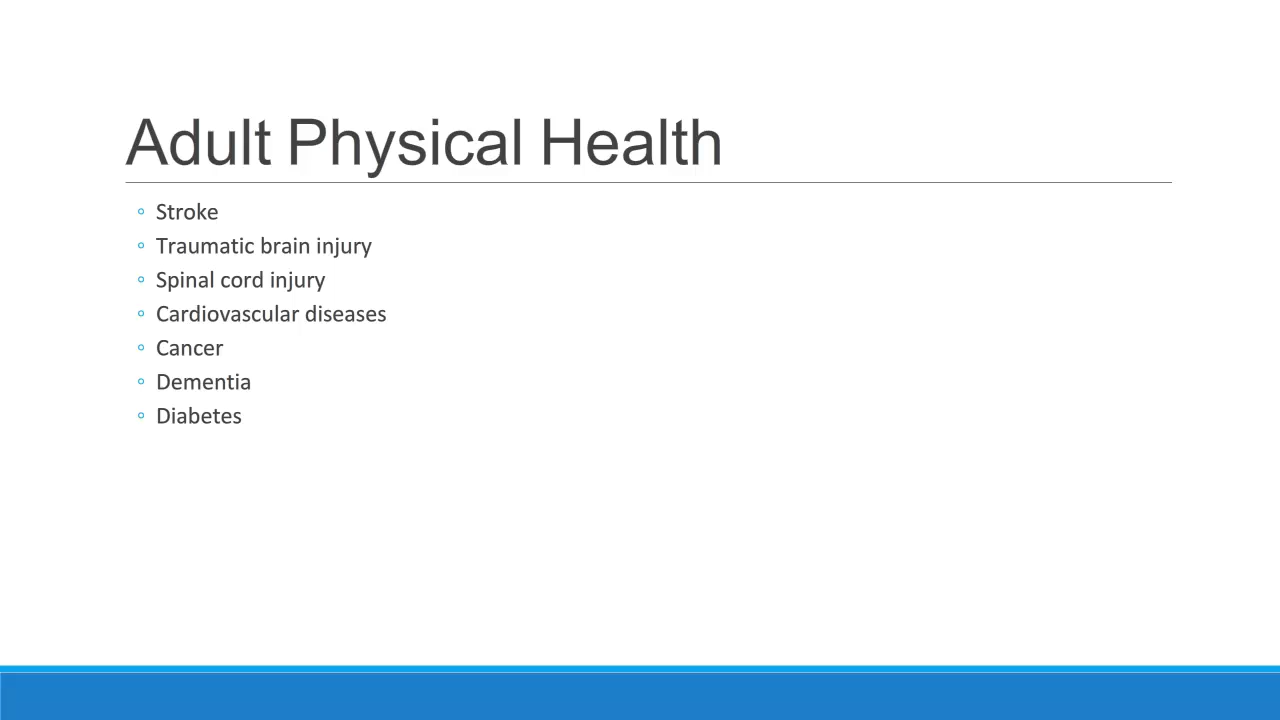 Adult Physical Health
◦ Stroke
◦ Traumatic brain injury
◦ Spinal cord injury
◦ Cardiovascular diseases
◦ Cancer
◦ Dementia
◦ Diabetes